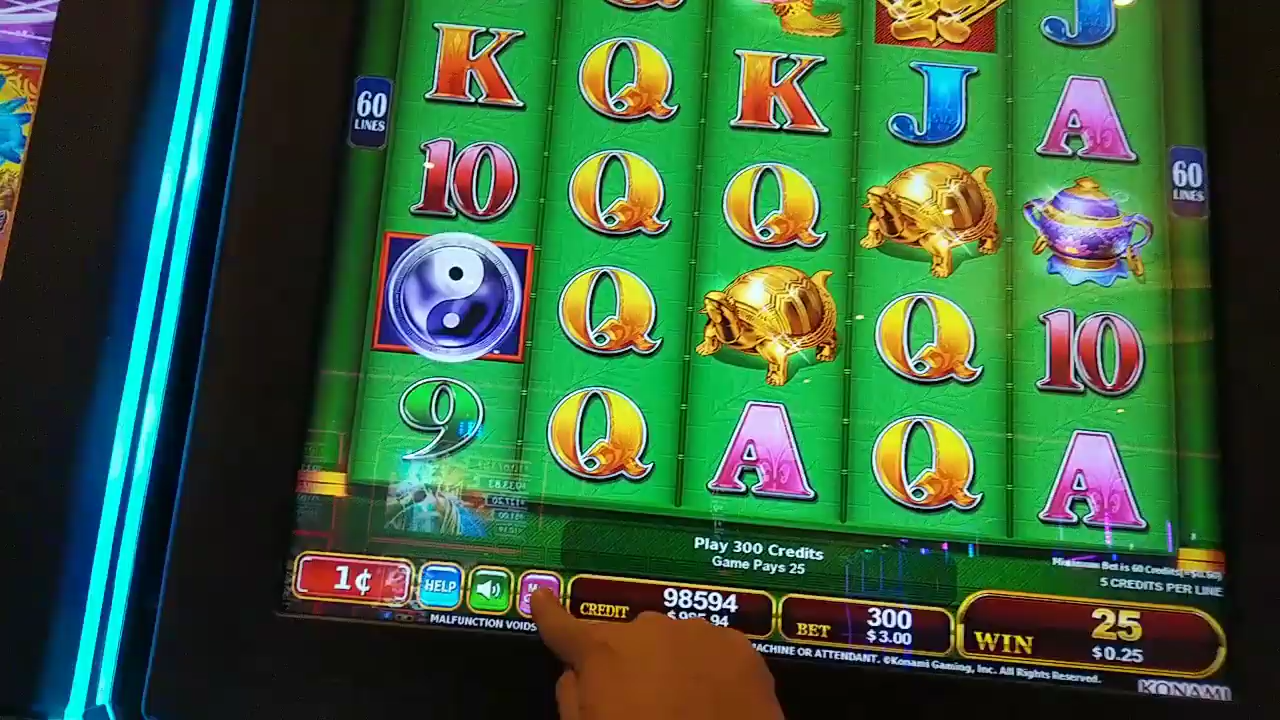 K Q K J J
60 LINES
10 Q Q A
60 LINES
Q Q 10
9 Q A Q A
Play 300 Credits
Game Pays 25
5 CREDITS PER LINE
1¢ HELP CREDIT 98594 BET 300 $3.00 WIN 25 $0.25
MALFUNCTION VOIDS
MACHINE OR ATTENDANT. ©Konami Gaming, Inc. All Rights Reserved.
KONAMI